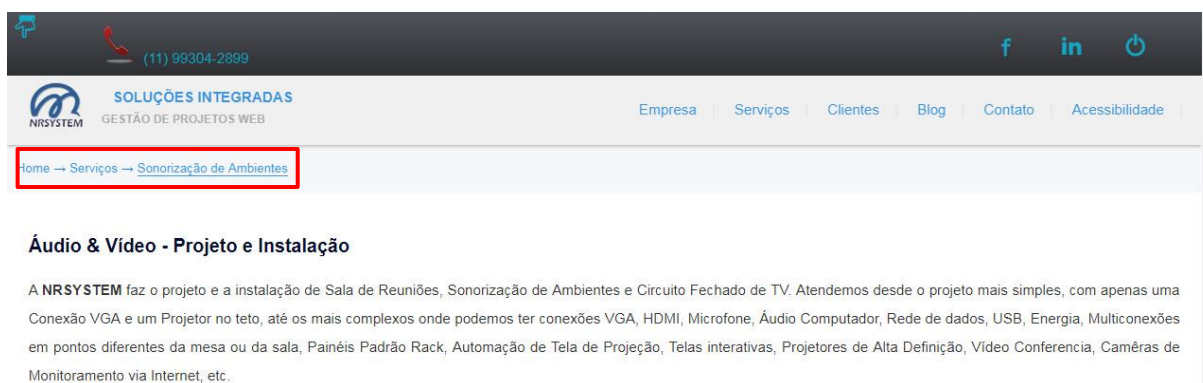 (11) 99304-2899
f in
NRSYSTEM
SOLUÇÕES INTEGRADAS
GESTÃO DE PROJETOS WEB
Empresa Serviços Clientes Blog Contato Acessibilidade
Home → Serviços → Sonorização de Ambientes
Áudio & Vídeo - Projeto e Instalação
A NRSYSTEM faz o projeto e a instalação de Sala de Reuniões, Sonorização de Ambientes e Circuito Fechado de TV. Atendemos desde o projeto mais simples, com apenas uma
Conexão VGA e um Projetor no teto, até os mais complexos onde podemos ter conexões VGA, HDMI, Microfone, Áudio Computador, Rede de dados, USB, Energia, Multiconexões
em pontos diferentes da mesa ou da sala, Painéis Padrão Rack, Automação de Tela de Projeção, Telas interativas, Projetores de Alta Definição, Vídeo Conferencia, Camêras de
Monitoramento via Internet, etc.